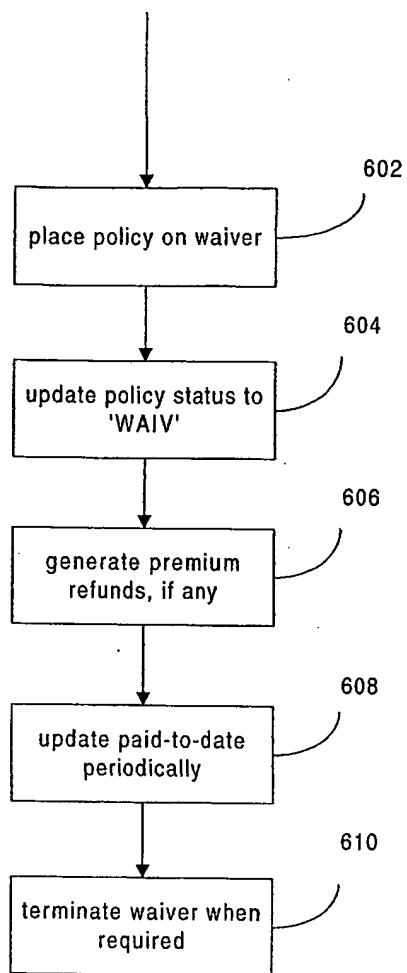 602
place policy on waiver
604
update policy status to
'WAIV'
606
generate premium
refunds, if any
608
update paid-to-date
periodically
610
terminate waiver when
required